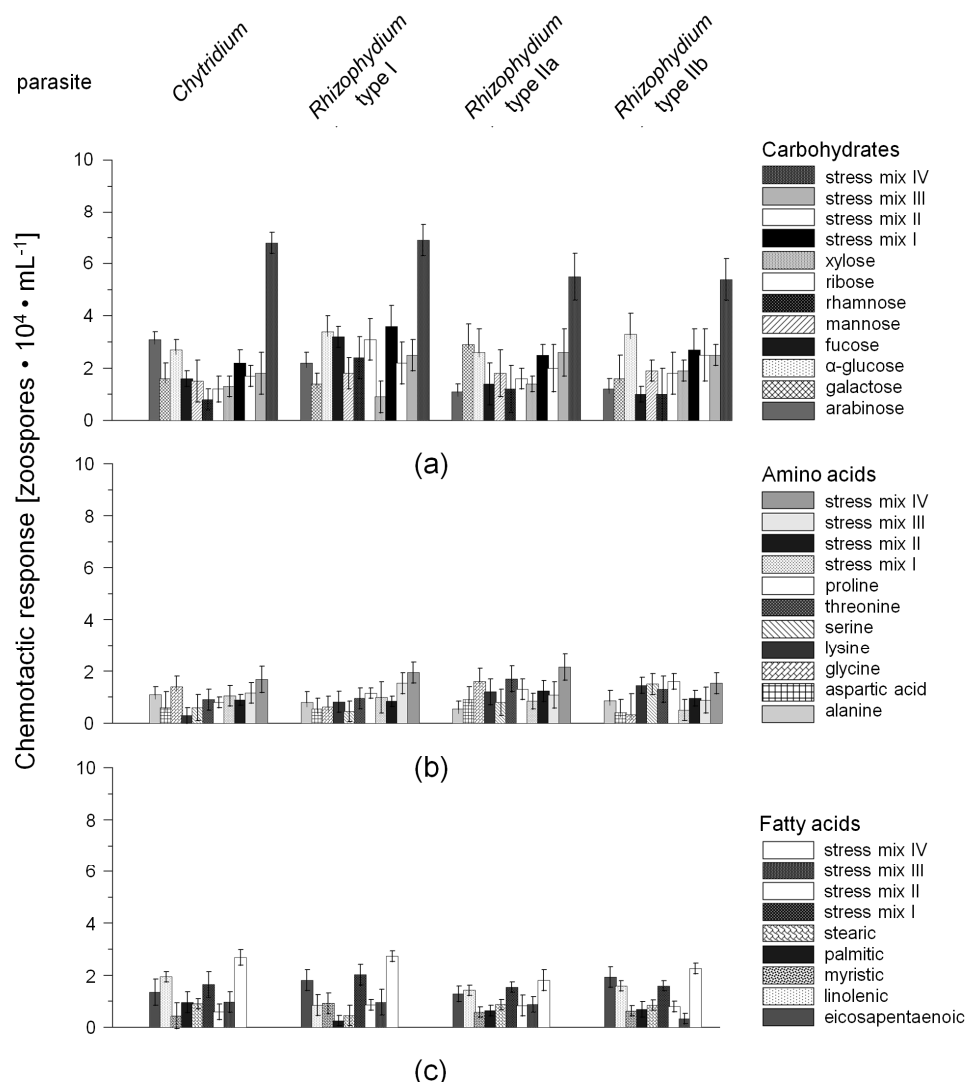 parasite
Chytridium
Rhizophydium
type I
Rhizophydium
type IIa
Rhizophydium
type IIb
Chemotactic response [zoospores • 10⁴ • mL⁻¹]
10
8
6
4
2
0
Carbohydrates
stress mix IV
stress mix III
stress mix II
stress mix I
xylose
ribose
rhamnose
mannose
fucose
α-glucose
galactose
arabinose
(a)
10
8
6
4
2
0
Amino acids
stress mix IV
stress mix III
stress mix II
stress mix I
proline
threonine
serine
lysine
glycine
aspartic acid
alanine
(b)
10
8
6
4
2
0
Fatty acids
stress mix IV
stress mix III
stress mix II
stress mix I
stearic
palmitic
myristic
linolenic
eicosapentaenoic
(c)